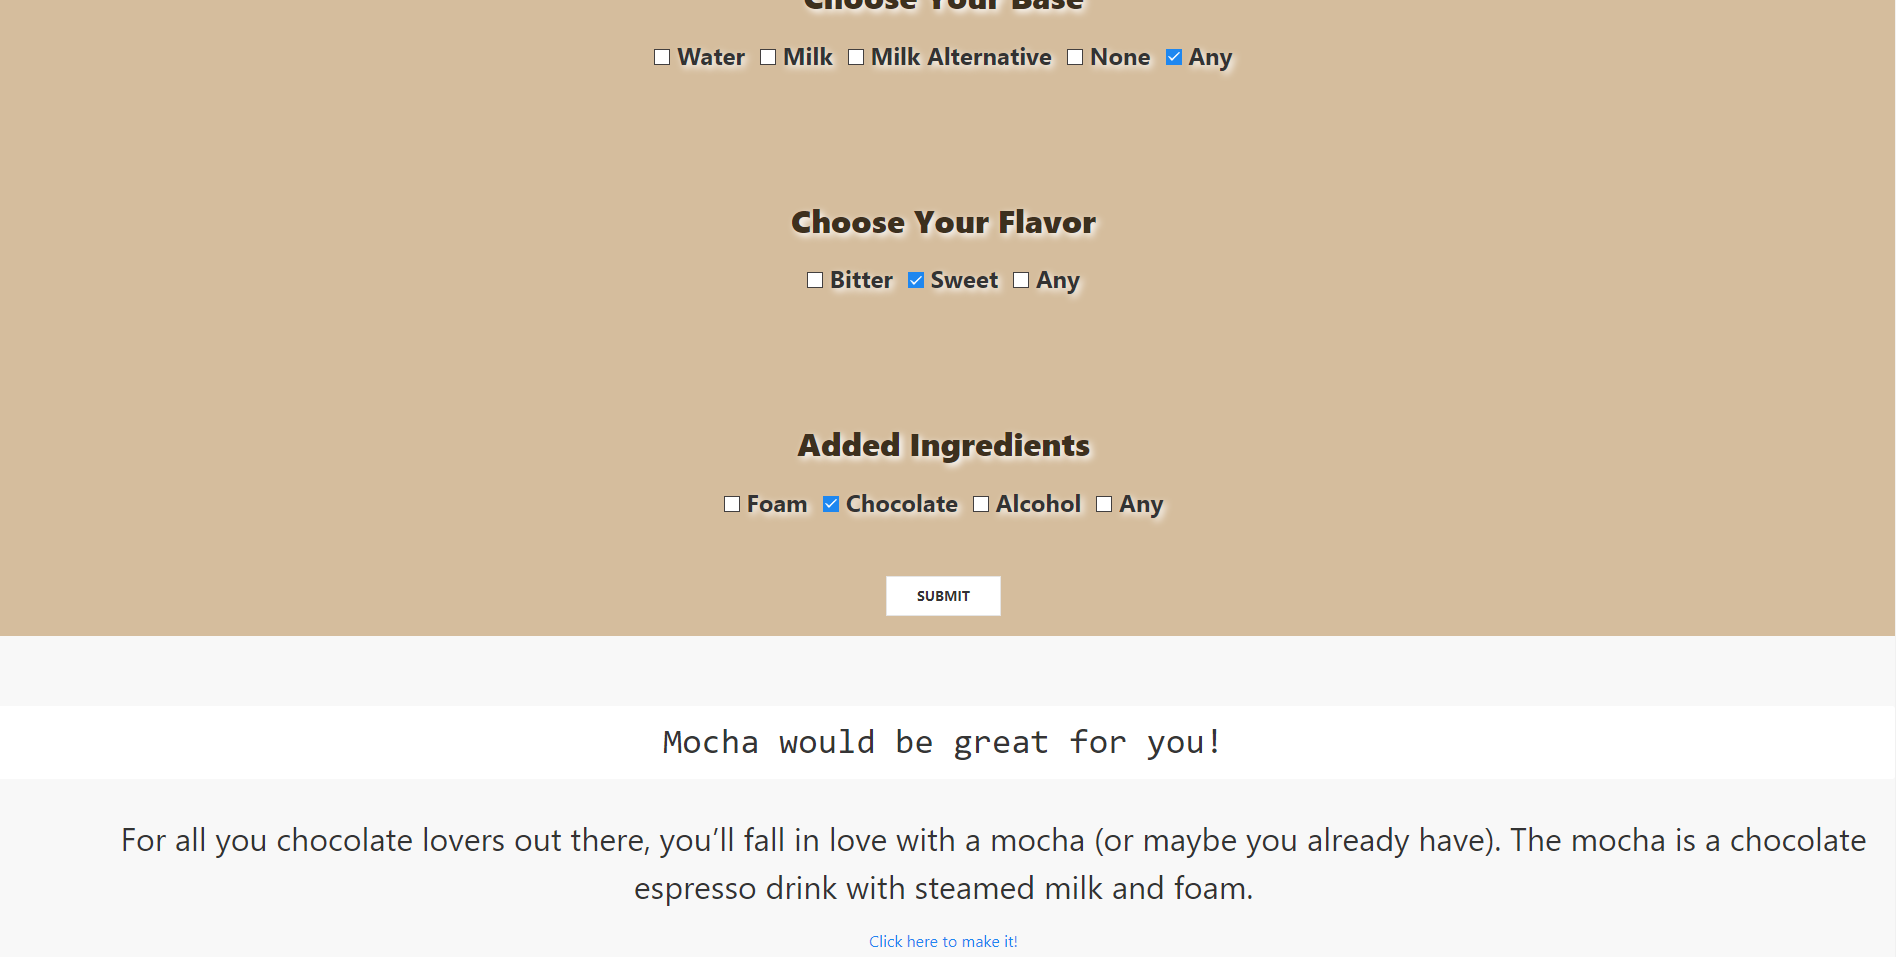 Choose Your Base
Water Milk Milk Alternative None Any
Choose Your Flavor
Bitter Sweet Any
Added Ingredients
Foam Chocolate Alcohol Any
SUBMIT
Mocha would be great for you!
For all you chocolate lovers out there, you’ll fall in love with a mocha (or maybe you already have). The mocha is a chocolate
espresso drink with steamed milk and foam.
Click here to make it!